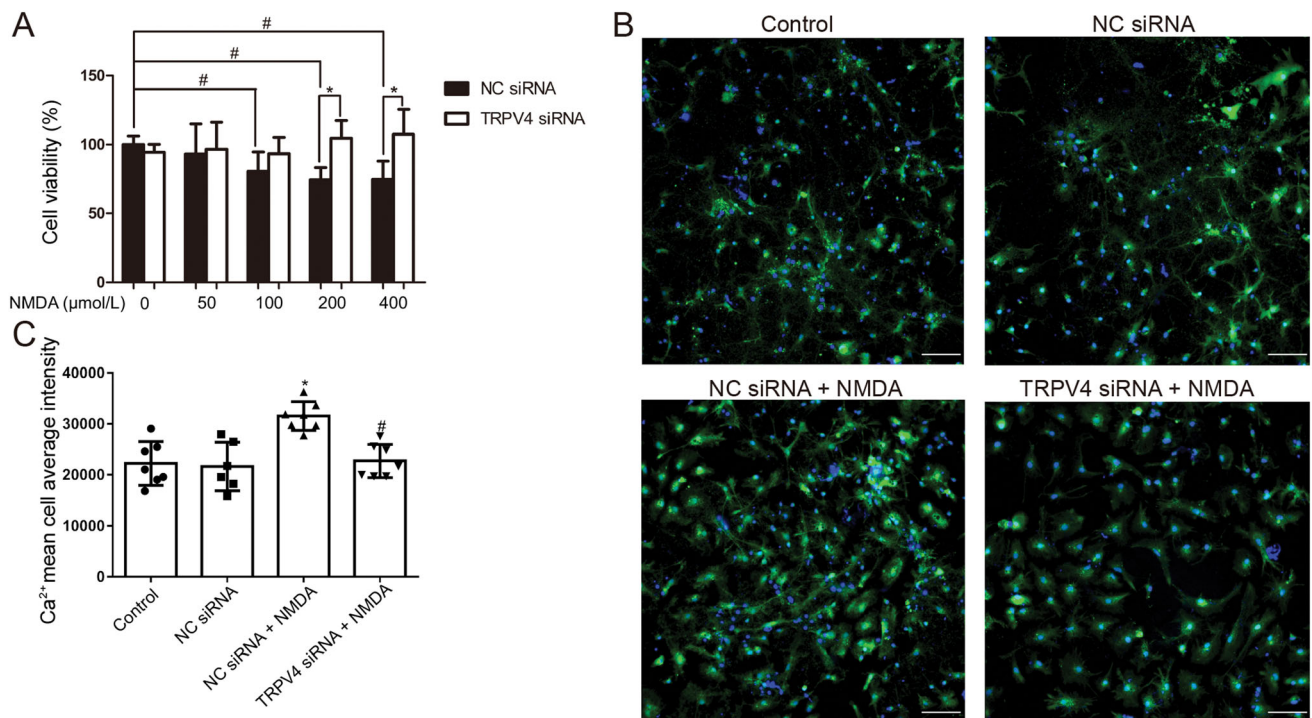 A
#
#
#
* *
150
100
50
0
Cell viability (%)
NMDA (μmol/L) 0 50 100 200 400
NC siRNA
TRPV4 siRNA
B
Control
NC siRNA
NC siRNA + NMDA
TRPV4 siRNA + NMDA
C
40000
30000
20000
10000
0
Ca²⁺ mean cell average intensity
*
#
Control
NC siRNA
NC siRNA + NMDA
TRPV4 siRNA + NMDA